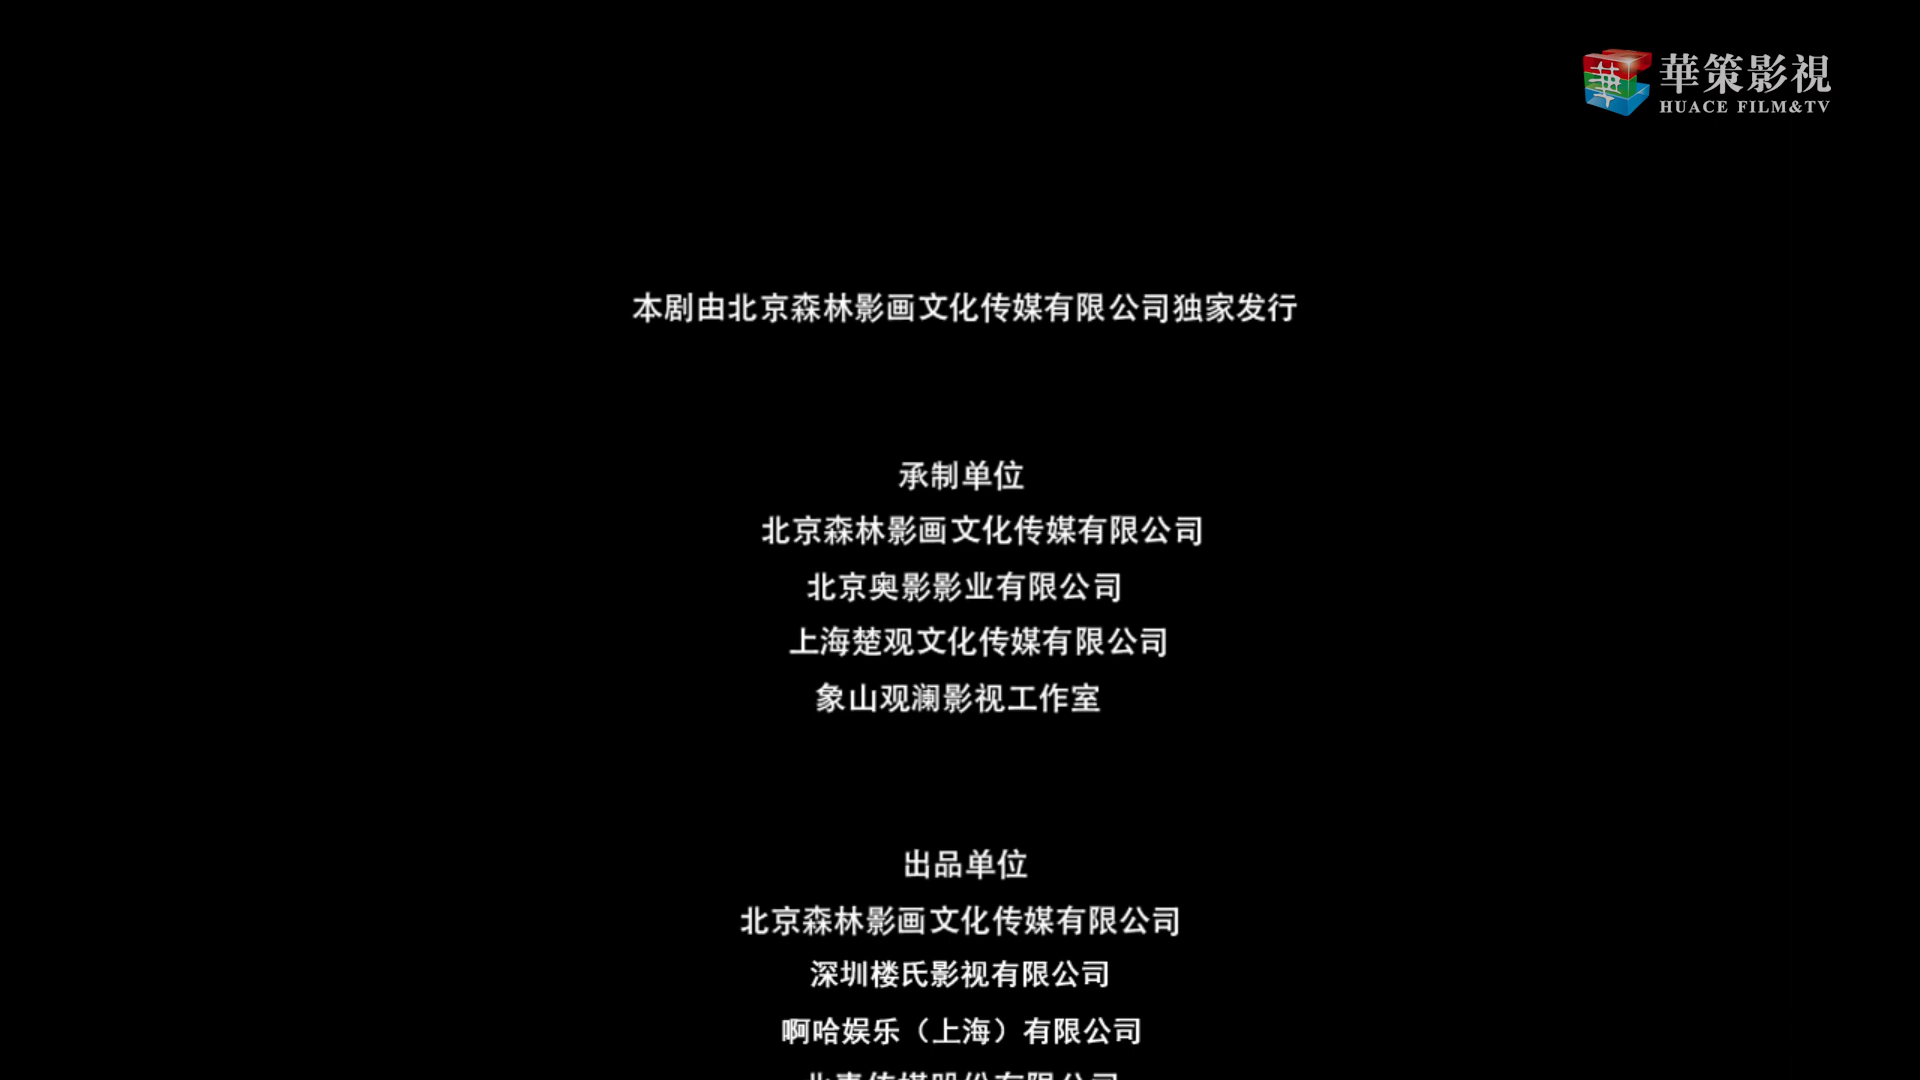 華策影視
HUACE FILM&TV
本剧由北京森林影画文化传媒有限公司独家发行
承制单位
北京森林影画文化传媒有限公司
北京奥影影业有限公司
上海楚观文化传媒有限公司
象山观澜影视工作室
出品单位
北京森林影画文化传媒有限公司
深圳楼氏影视有限公司
啊哈娱乐（上海）有限公司